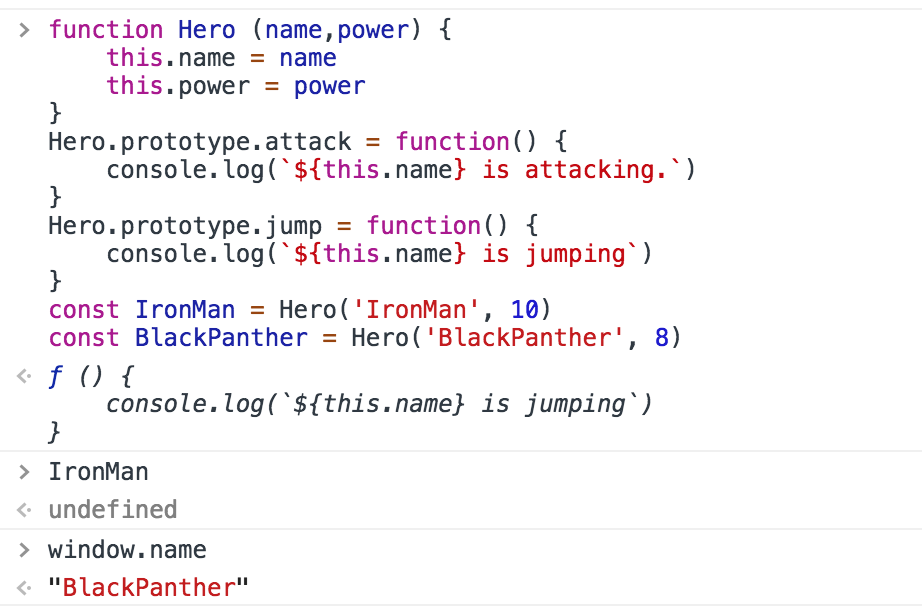 > function Hero (name,power) {
    this.name = name
    this.power = power
}
Hero.prototype.attack = function() {
    console.log(`${this.name} is attacking.`)
}
Hero.prototype.jump = function() {
    console.log(`${this.name} is jumping`)
}
const IronMan = Hero('IronMan', 10)
const BlackPanther = Hero('BlackPanther', 8)
ƒ () {
    console.log(`${this.name} is jumping`)
}
> IronMan
undefined
> window.name
"BlackPanther"